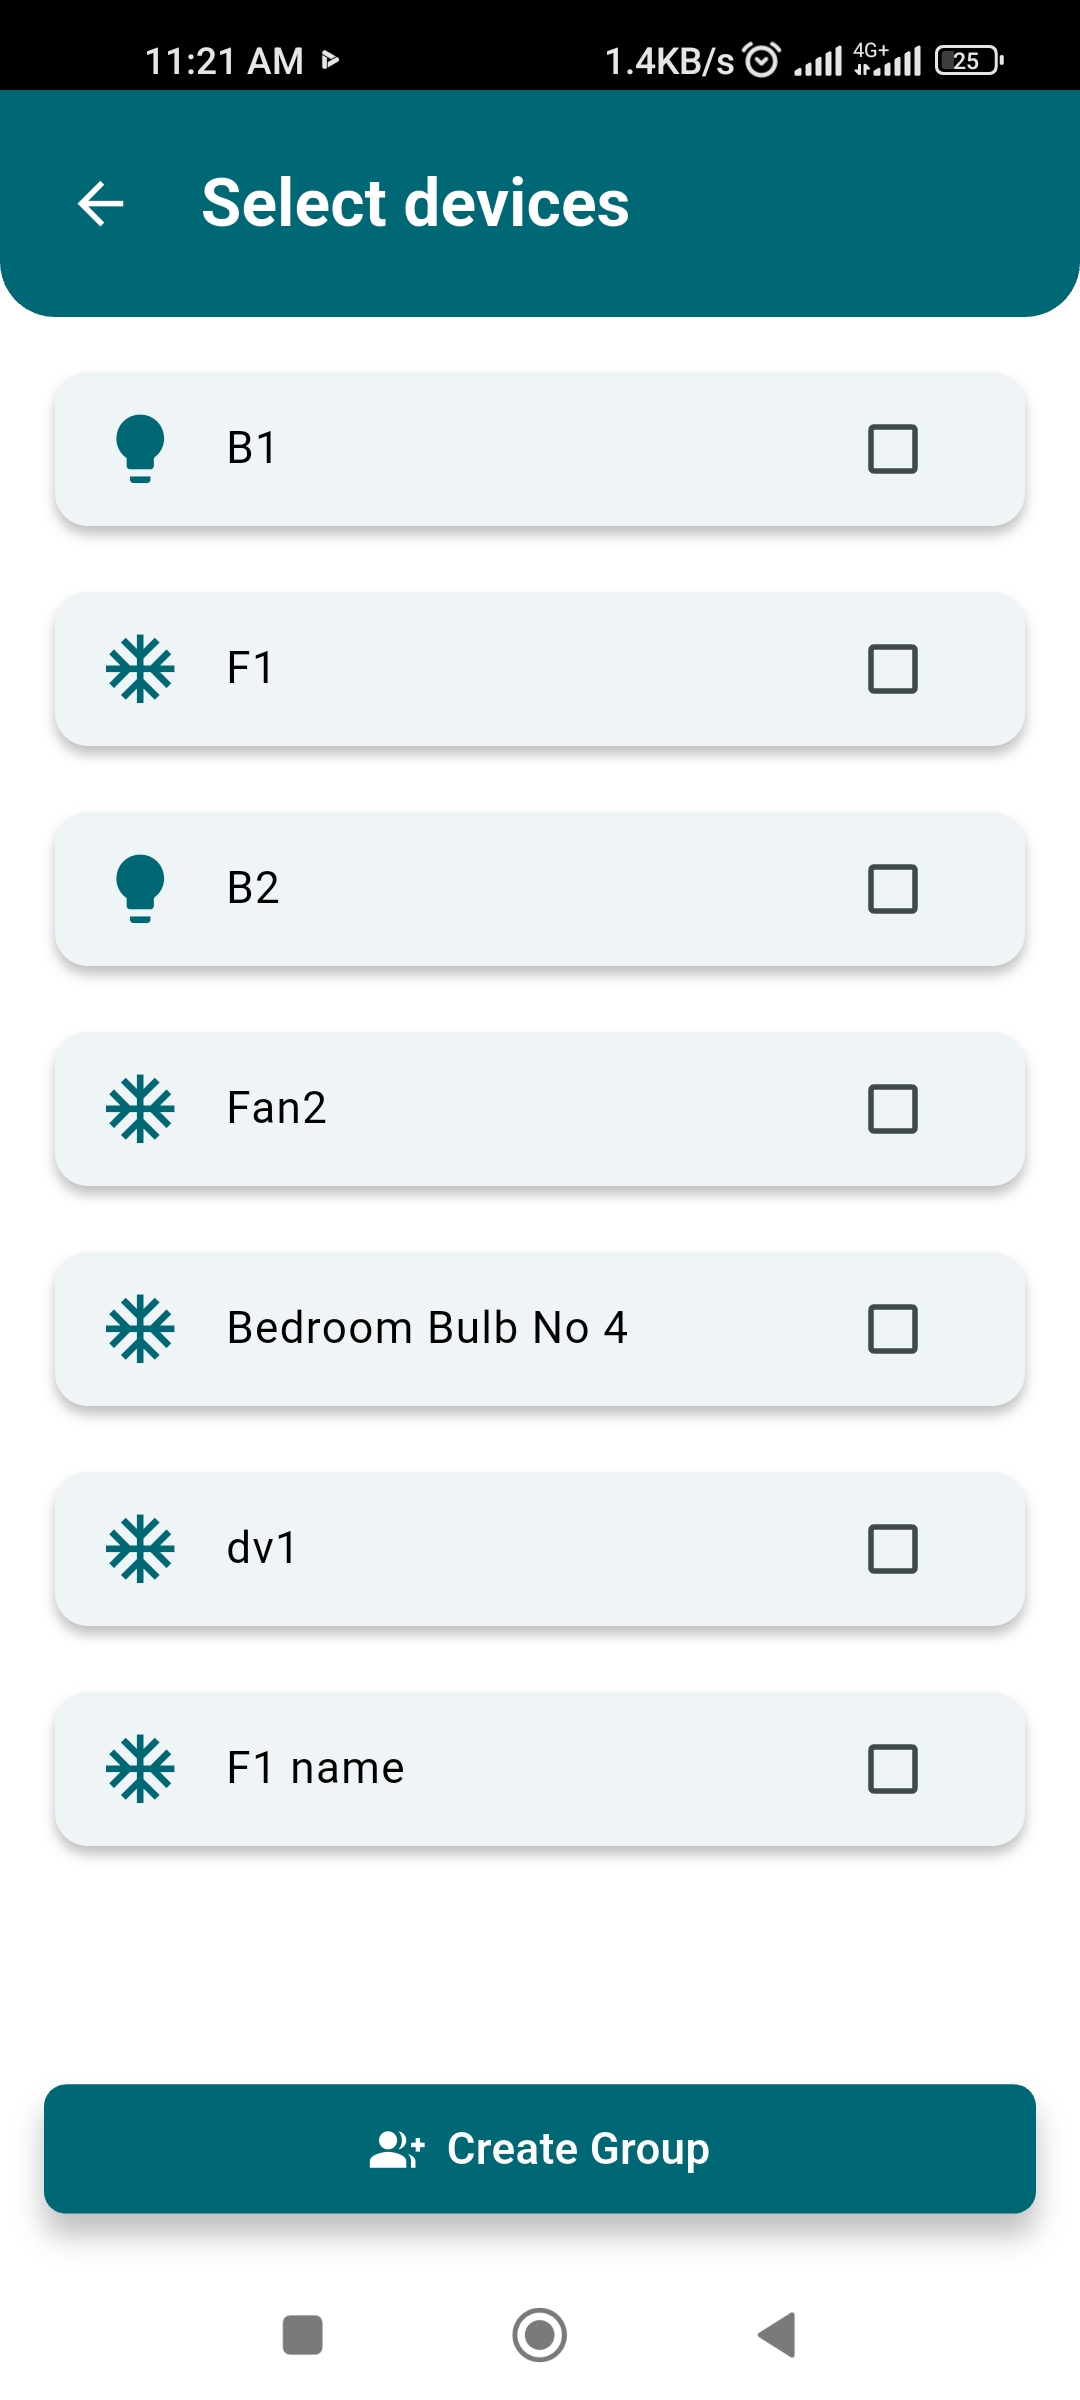 11:21 AM 1.4KB/s 4G+ 25
Select devices
B1
F1
B2
Fan2
Bedroom Bulb No 4
dv1
F1 name
Create Group